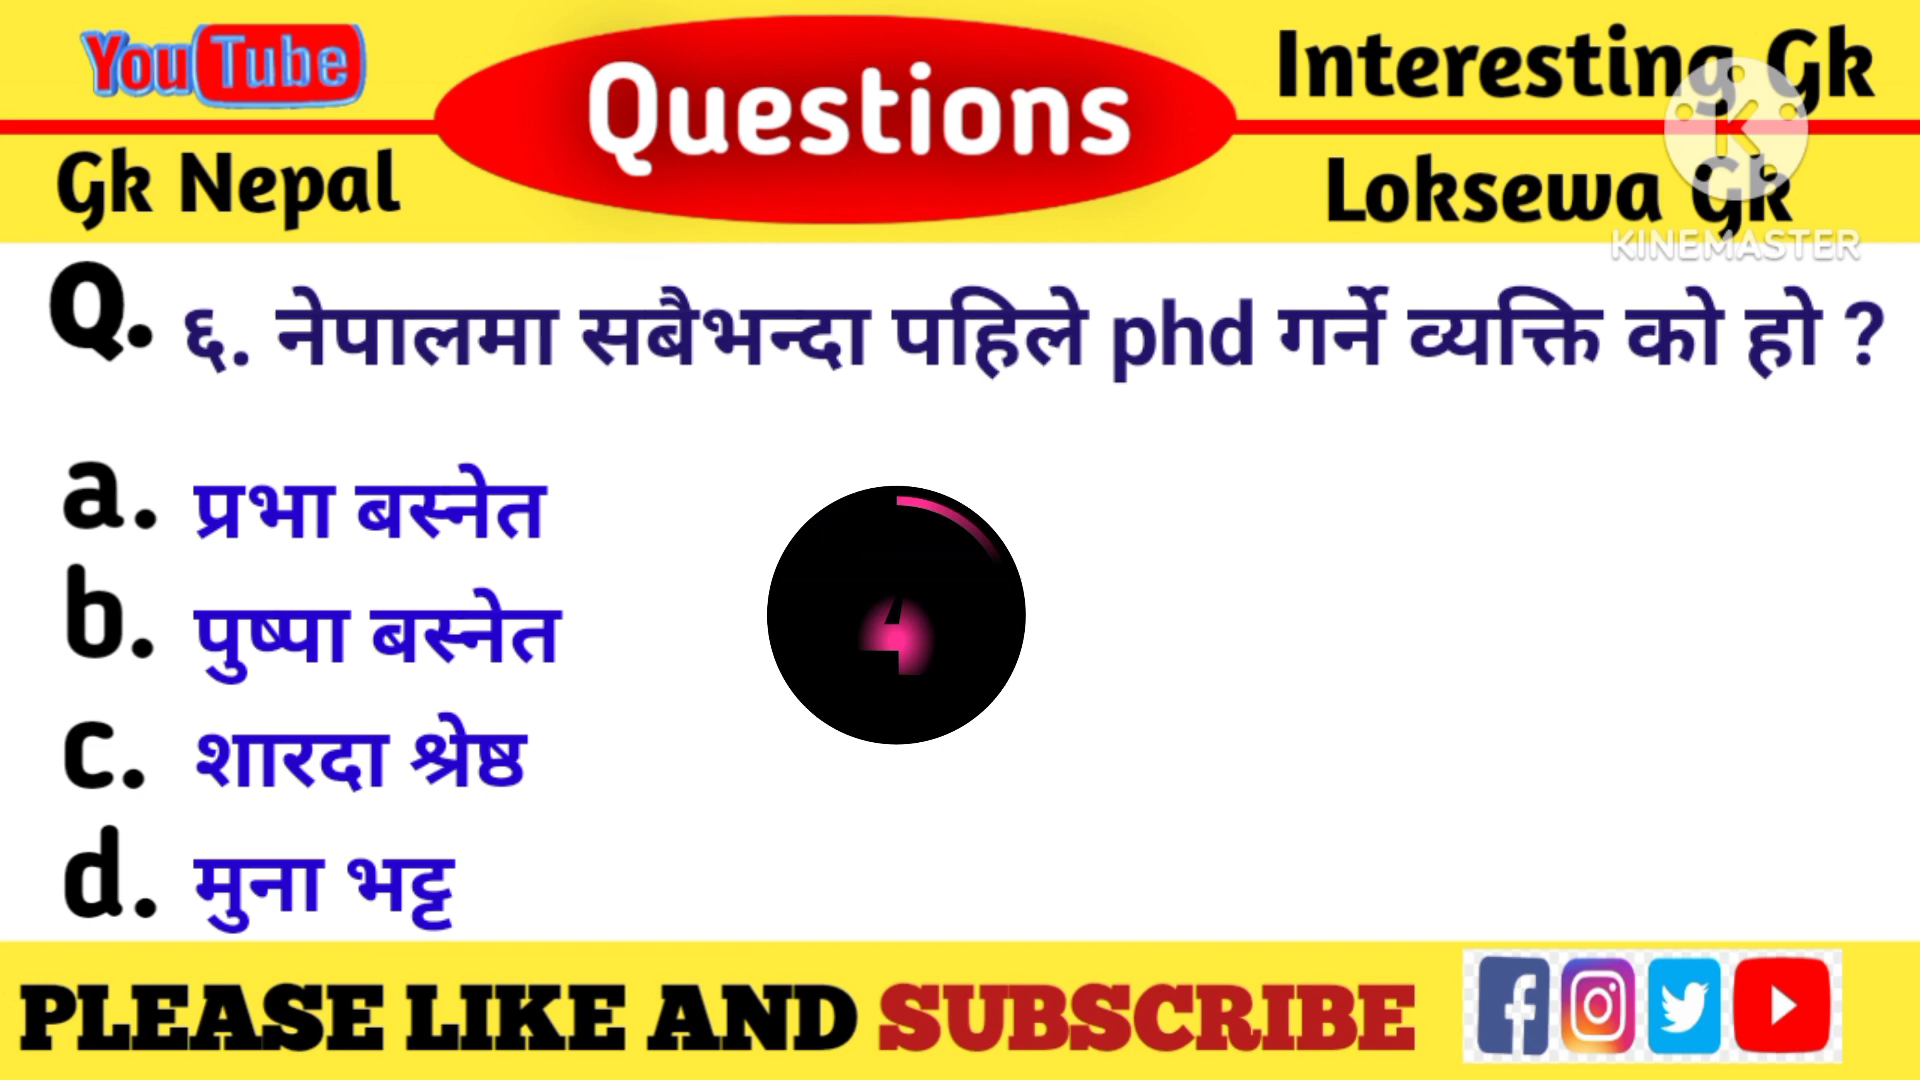 YouTube
Questions
Interesting Gk
Gk Nepal
Loksewa Gk
KINEMASTER
Q. ६. नेपालमा सबैभन्दा पहिले phd गर्ने व्यक्ति को हो ?
a. प्रभा बस्नेत
4
b. पुष्पा बस्नेत
c. शारदा श्रेष्ठ
d. मुना भट्ट
PLEASE LIKE AND SUBSCRIBE